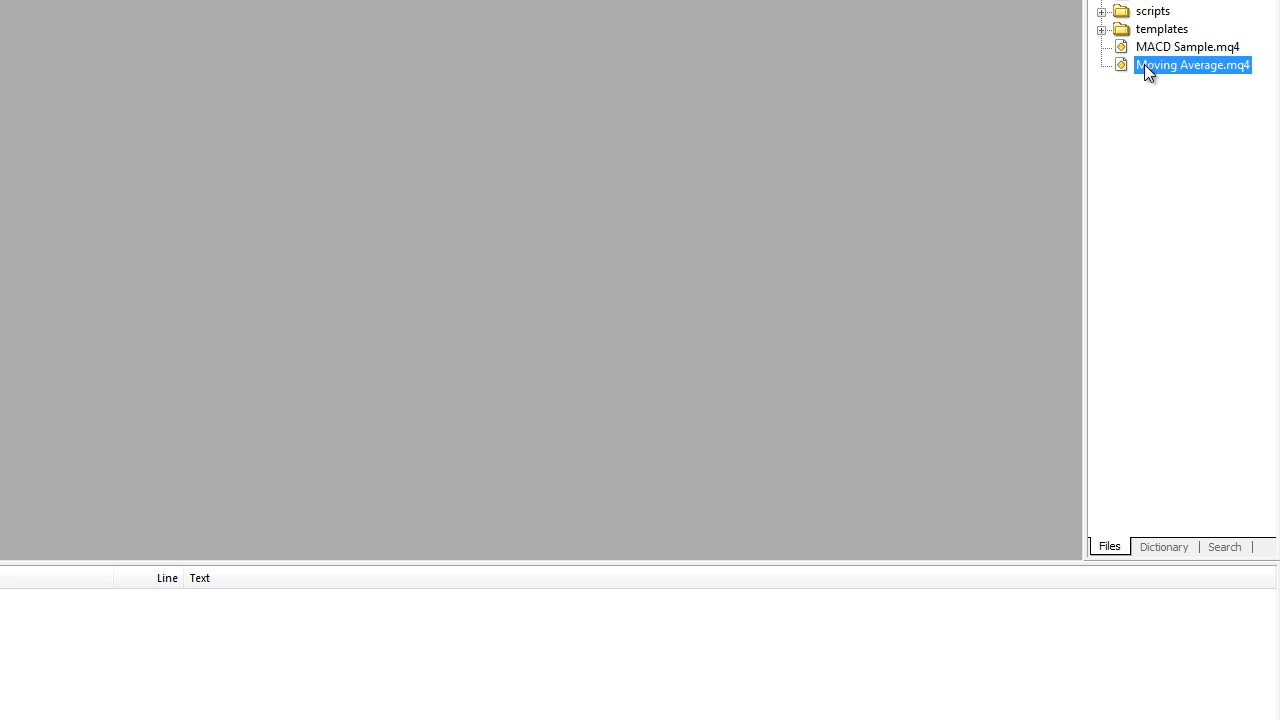 scripts
templates
MACD Sample.mq4
Moving Average.mq4
Files Dictionary Search
Line Text